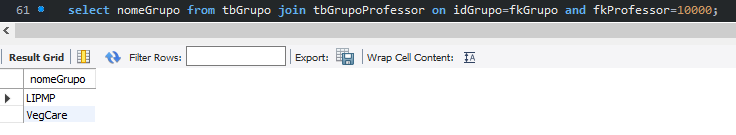 61 select nomeGrupo from tbGrupo join tbGrupoProfessor on idGrupo=fkGrupo and fkProfessor=10000;
Result Grid Filter Rows: Export: Wrap Cell Content: IA
nomeGrupo
LIPMP
VegCare